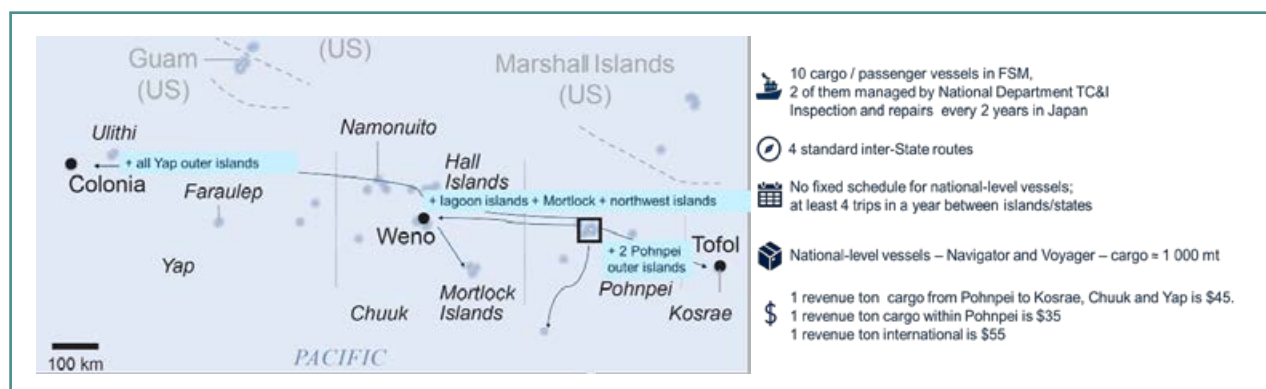 (US)
Guam
(US)
Marshall Islands
(US)
Ulithi
Namonuito
+ all Yap outer islands
Colonia
Faraulep
Hall
Islands
+ lagoon islands + Mortlock + northwest islands
Weno
+ 2 Pohnpei
outer islands
Tofol
Yap
Mortlock
Islands
Pohnpei
Chuuk
Kosrae
100 km
PACIFIC
10 cargo / passenger vessels in FSM,
2 of them managed by National Department TC&I
Inspection and repairs every 2 years in Japan
4 standard inter-State routes
No fixed schedule for national-level vessels;
at least 4 trips in a year between islands/states
National-level vessels – Navigator and Voyager – cargo ≈ 1 000 mt
$
1 revenue ton cargo from Pohnpei to Kosrae, Chuuk and Yap is $45.
1 revenue ton cargo within Pohnpei is $35
1 revenue ton international is $55